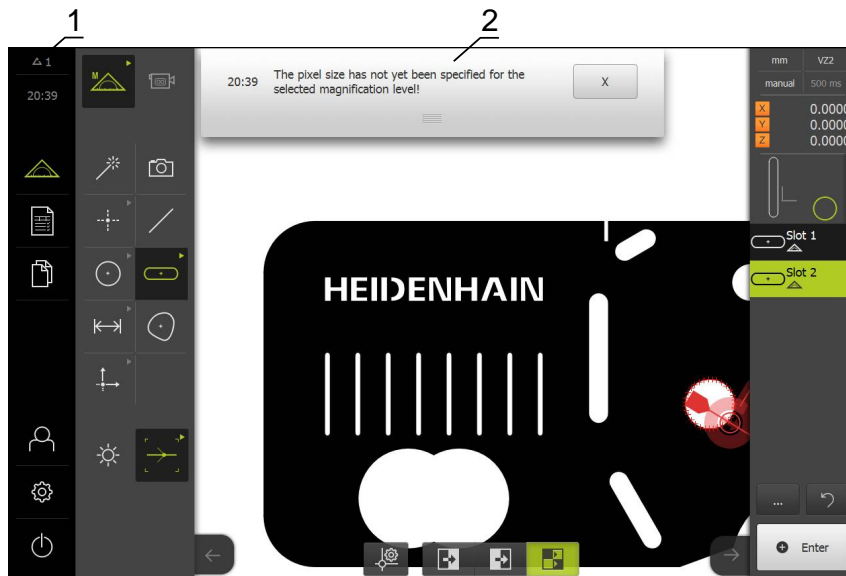 1
2
1
20:39
M
20:39
The pixel size has not yet been specified for the
selected magnification level!
X
mm
VZ2
manual
500 ms
X
0.0000
Y
0.0000
Z
0.0000
HEIDENHAIN
Slot 1
Slot 2
...
Enter